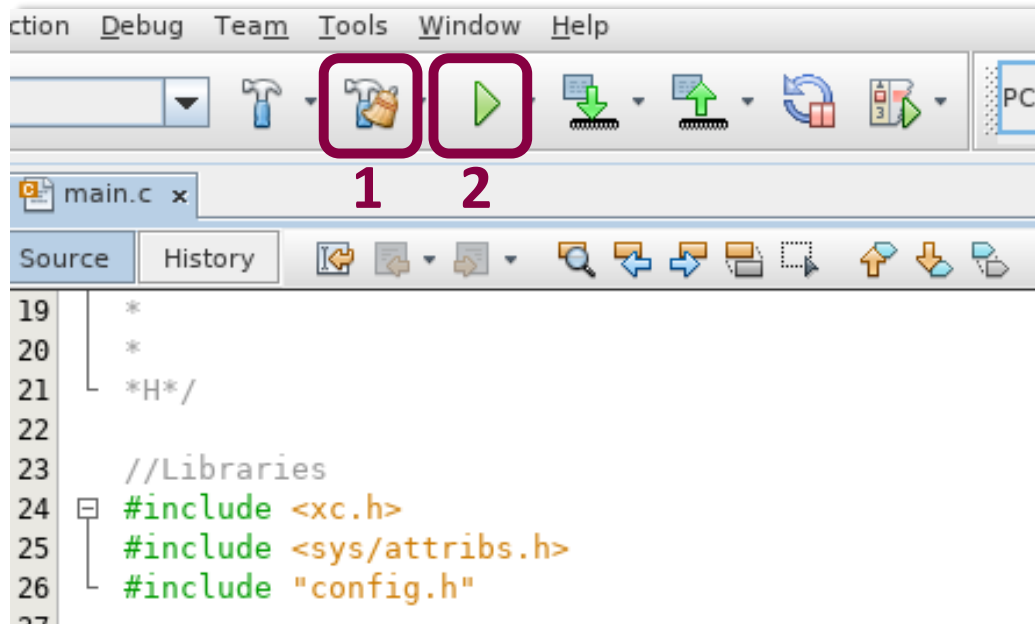 ction Debug Team Tools Window Help
PC
1 2
main.c x
Source History
19 *
20 *
21 *H*/
22
23 //Libraries
24 #include <xc.h>
25 #include <sys/attribs.h>
26 #include "config.h"
27